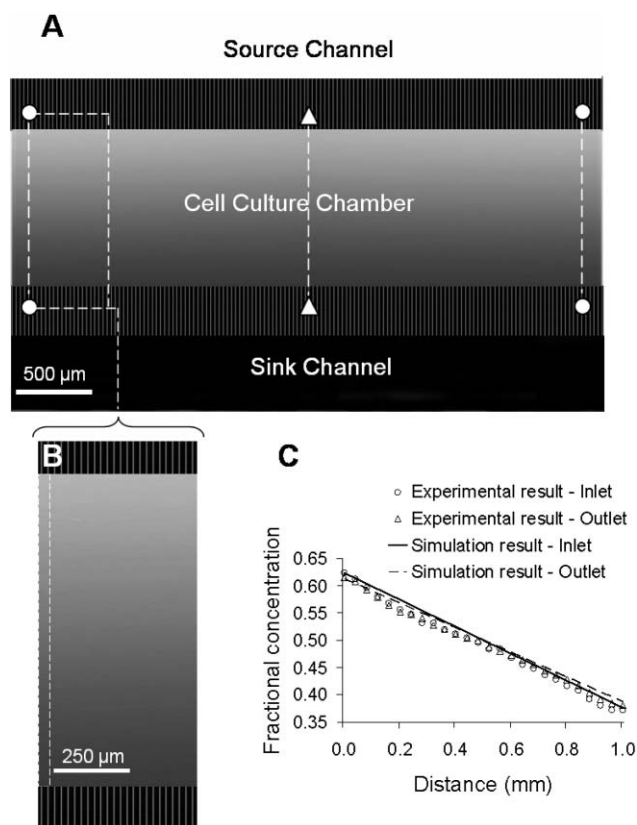 A
Source Channel
Cell Culture Chamber
500 µm
Sink Channel
B
250 µm
C
○ Experimental result - Inlet
△ Experimental result - Outlet
— Simulation result - Inlet
-- Simulation result - Outlet
Fractional concentration
0.65
0.60
0.55
0.50
0.45
0.40
0.35
0.0 0.2 0.4 0.6 0.8 1.0
Distance (mm)